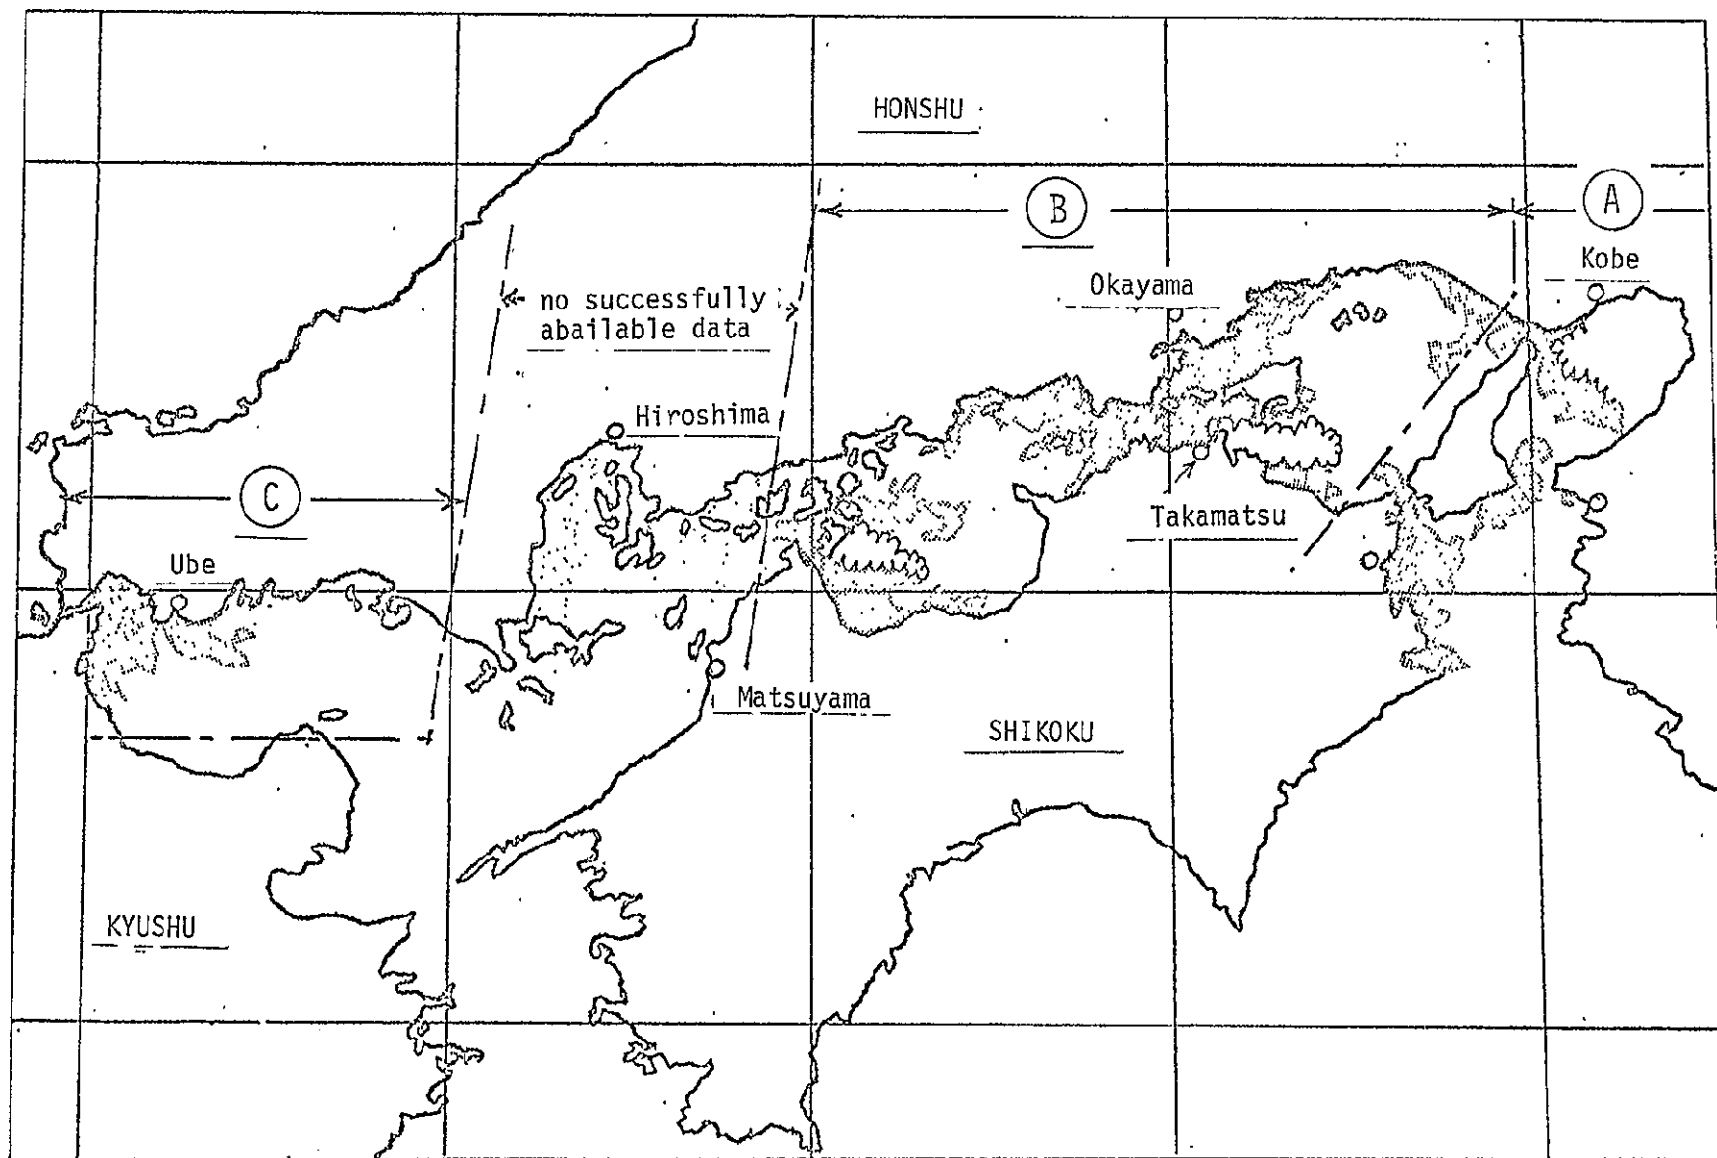 HONSHU
B
A
Kobe
Okayama
no successfully
abailable data
Hiroshima
C
Takamatsu
Ube
Matsuyama
SHIKOKU
KYUSHU